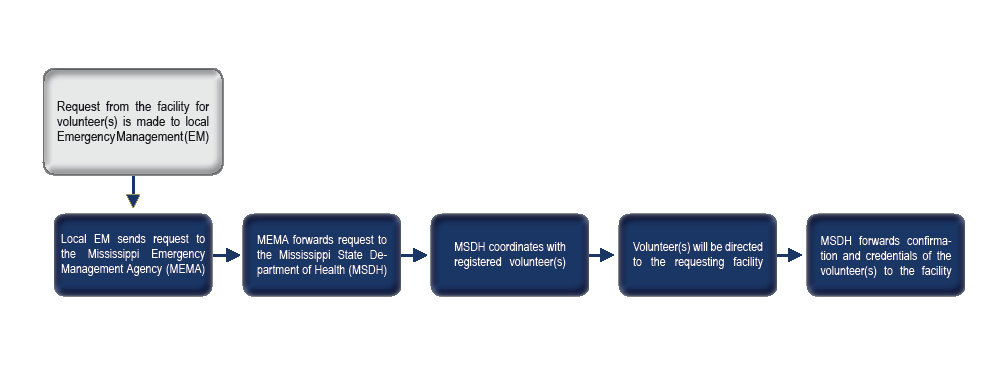 Request from the facility for
volunteer(s) is made to local
Emergency Management (EM)
Local EM sends request to
the Mississippi Emergency
Management Agency (MEMA)
MEMA forwards request to
the Mississippi State De-
partment of Health (MSDH)
MSDH coordinates with
registered volunteer(s)
Volunteer(s) will be directed
to the requesting facility
MSDH forwards confirma-
tion and credentials of the
volunteer(s) to the facility